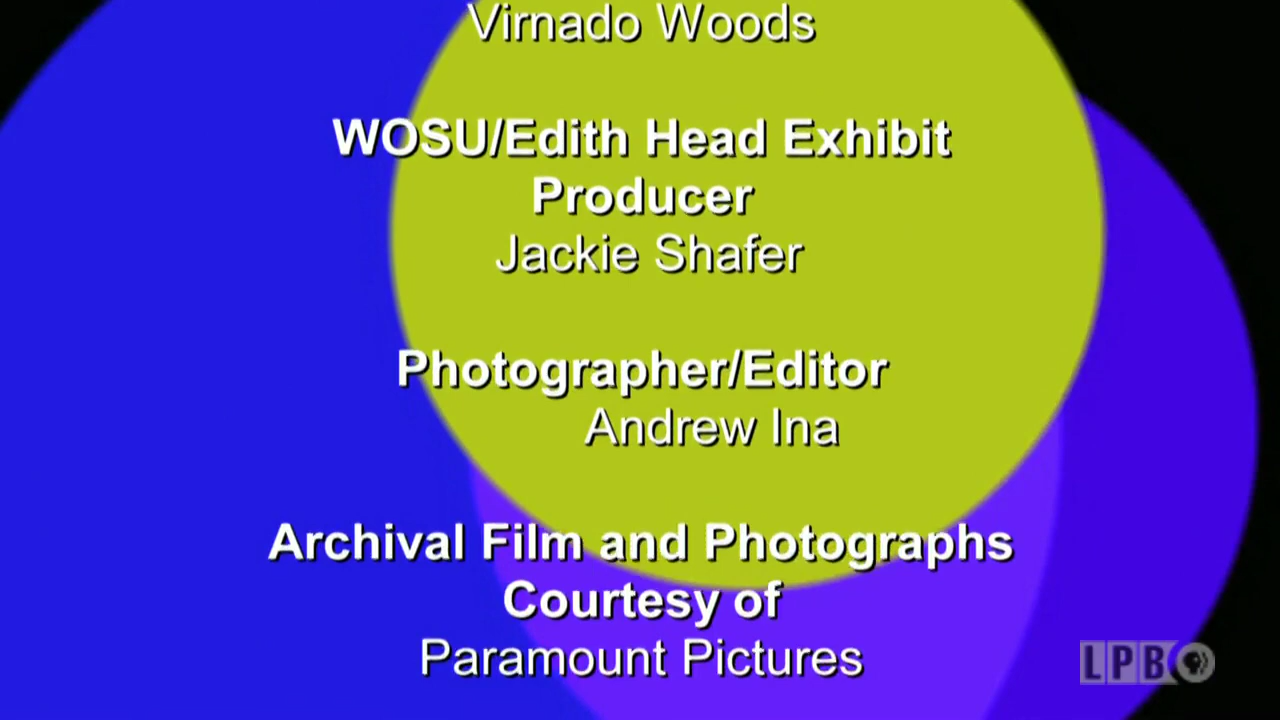 Virnado Woods
WOSU/Edith Head Exhibit
Producer
Jackie Shafer
Photographer/Editor
Andrew Ina
Archival Film and Photographs
Courtesy of
Paramount Pictures
LPB